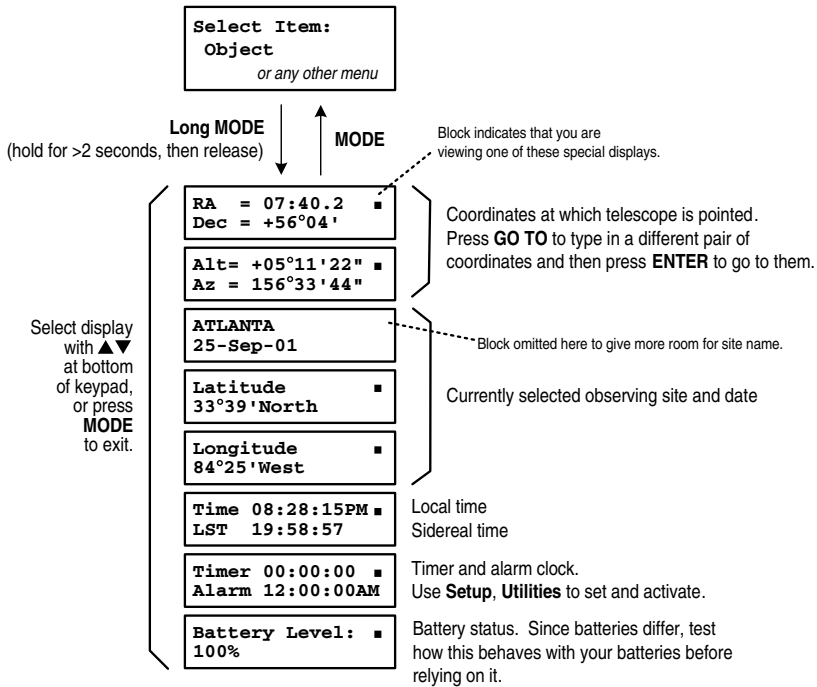 Select Item:
Object
or any other menu
Long MODE
(hold for >2 seconds, then release)
MODE
Block indicates that you are
viewing one of these special displays.
RA = 07:40.2 ■
Dec = +56°04'
Coordinates at which telescope is pointed.
Press GO TO to type in a different pair of
coordinates and then press ENTER to go to them.
Alt= +05°11'22" ■
Az = 156°33'44"
Select display
with ▲▼
at bottom
of keypad,
or press
MODE
to exit.
ATLANTA
25-Sep-01
Block omitted here to give more room for site name.
Latitude ■
33°39'North
Currently selected observing site and date
Longitude ■
84°25'West
Time 08:28:15PM ■
LST 19:58:57
Local time
Sidereal time
Timer 00:00:00 ■
Alarm 12:00:00AM
Timer and alarm clock.
Use Setup, Utilities to set and activate.
Battery Level: ■
100%
Battery status. Since batteries differ, test
how this behaves with your batteries before
relying on it.